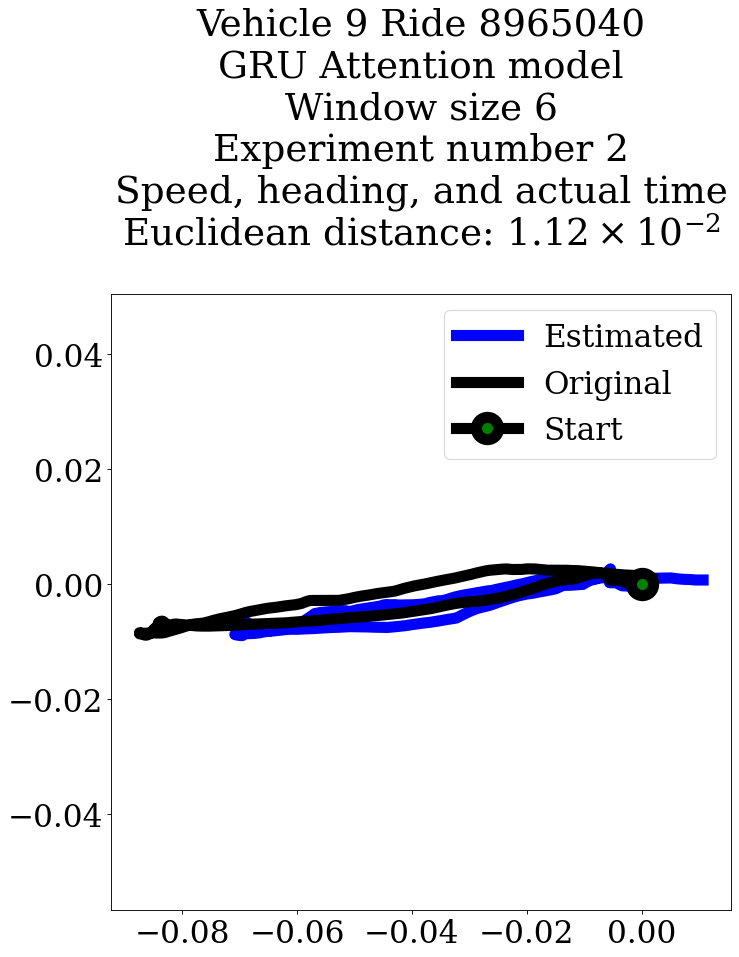 Vehicle 9 Ride 8965040
GRU Attention model
Window size 6
Experiment number 2
Speed, heading, and actual time
Euclidean distance: 1.12 × 10⁻²
Estimated
Original
Start
0.04
0.02
0.00
−0.02
−0.04
−0.08 −0.06 −0.04 −0.02 0.00